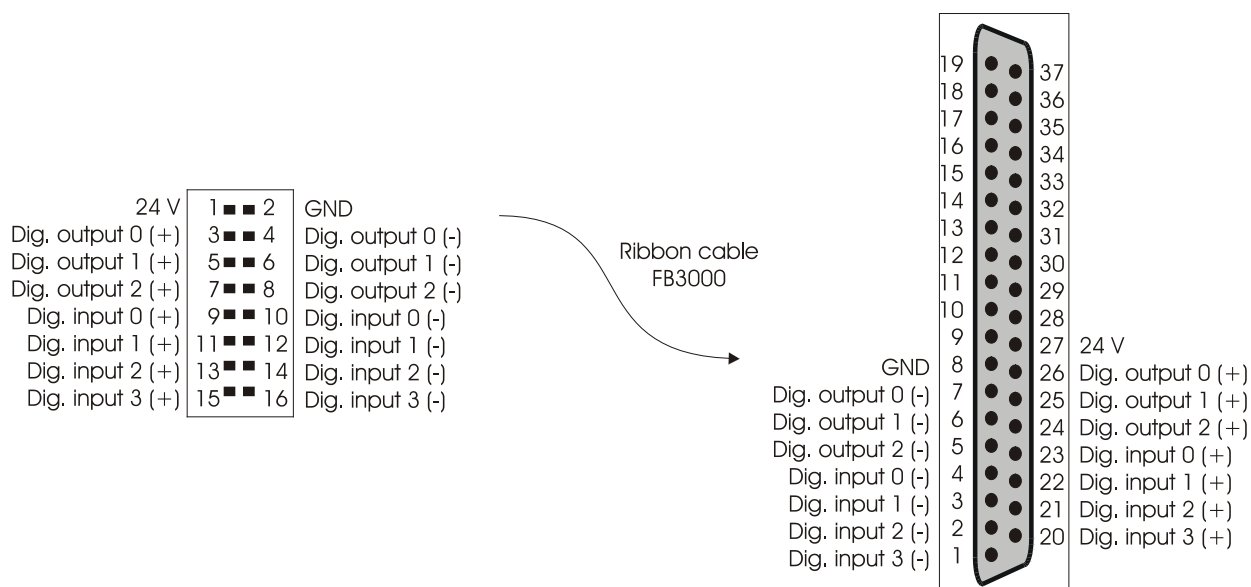 24 V 1 2 GND
Dig. output 0 (+) 3 4 Dig. output 0 (-)
Dig. output 1 (+) 5 6 Dig. output 1 (-)
Dig. output 2 (+) 7 8 Dig. output 2 (-)
Dig. input 0 (+) 9 10 Dig. input 0 (-)
Dig. input 1 (+) 11 12 Dig. input 1 (-)
Dig. input 2 (+) 13 14 Dig. input 2 (-)
Dig. input 3 (+) 15 16 Dig. input 3 (-)
Ribbon cable
FB3000
19 37
18 36
17 35
16 34
15 33
14 32
13 31
12 30
11 29
10 28
9 27 24 V
GND 8 26 Dig. output 0 (+)
Dig. output 0 (-) 7 25 Dig. output 1 (+)
Dig. output 1 (-) 6 24 Dig. output 2 (+)
Dig. output 2 (-) 5 23 Dig. input 0 (+)
Dig. input 0 (-) 4 22 Dig. input 1 (+)
Dig. input 1 (-) 3 21 Dig. input 2 (+)
Dig. input 2 (-) 2 20 Dig. input 3 (+)
Dig. input 3 (-) 1